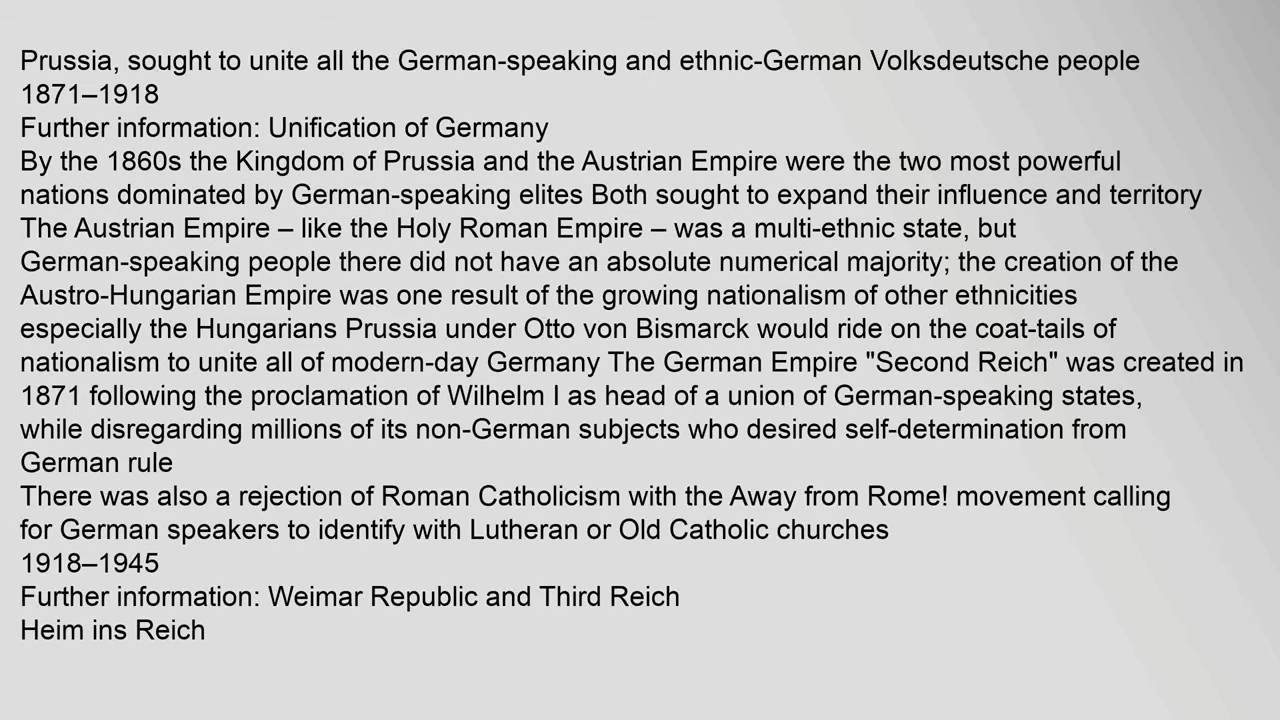 Prussia, sought to unite all the German-speaking and ethnic-German Volksdeutsche people
1871–1918
Further information: Unification of Germany
By the 1860s the Kingdom of Prussia and the Austrian Empire were the two most powerful
nations dominated by German-speaking elites Both sought to expand their influence and territory
The Austrian Empire – like the Holy Roman Empire – was a multi-ethnic state, but
German-speaking people there did not have an absolute numerical majority; the creation of the
Austro-Hungarian Empire was one result of the growing nationalism of other ethnicities
especially the Hungarians Prussia under Otto von Bismarck would ride on the coat-tails of
nationalism to unite all of modern-day Germany The German Empire "Second Reich" was created in
1871 following the proclamation of Wilhelm I as head of a union of German-speaking states,
while disregarding millions of its non-German subjects who desired self-determination from
German rule
There was also a rejection of Roman Catholicism with the Away from Rome! movement calling
for German speakers to identify with Lutheran or Old Catholic churches
1918–1945
Further information: Weimar Republic and Third Reich
Heim ins Reich